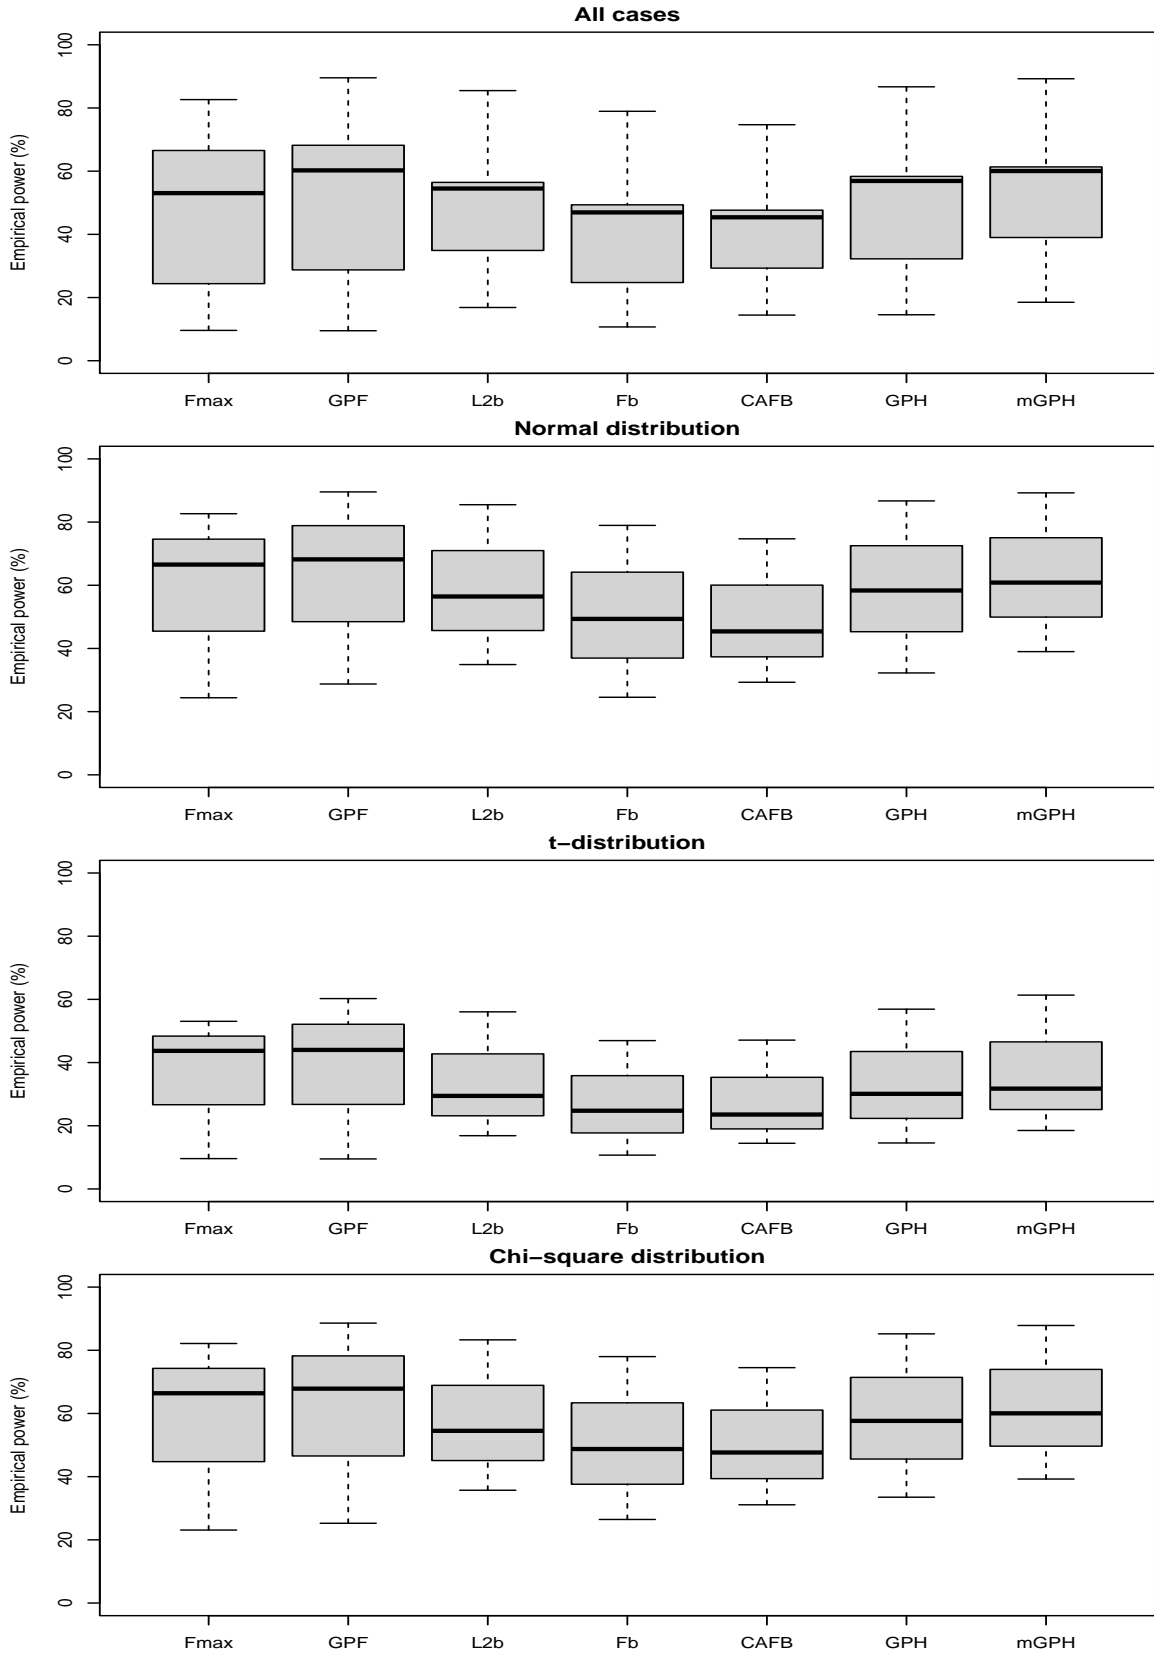 All cases
Empirical power (%)
100
80
60
40
20
0
Fmax GPF L2b Fb CAFB GPH mGPH
Normal distribution
Empirical power (%)
100
80
60
40
20
0
Fmax GPF L2b Fb CAFB GPH mGPH
t−distribution
Empirical power (%)
100
80
60
40
20
0
Fmax GPF L2b Fb CAFB GPH mGPH
Chi−square distribution
Empirical power (%)
100
80
60
40
20
0
Fmax GPF L2b Fb CAFB GPH mGPH